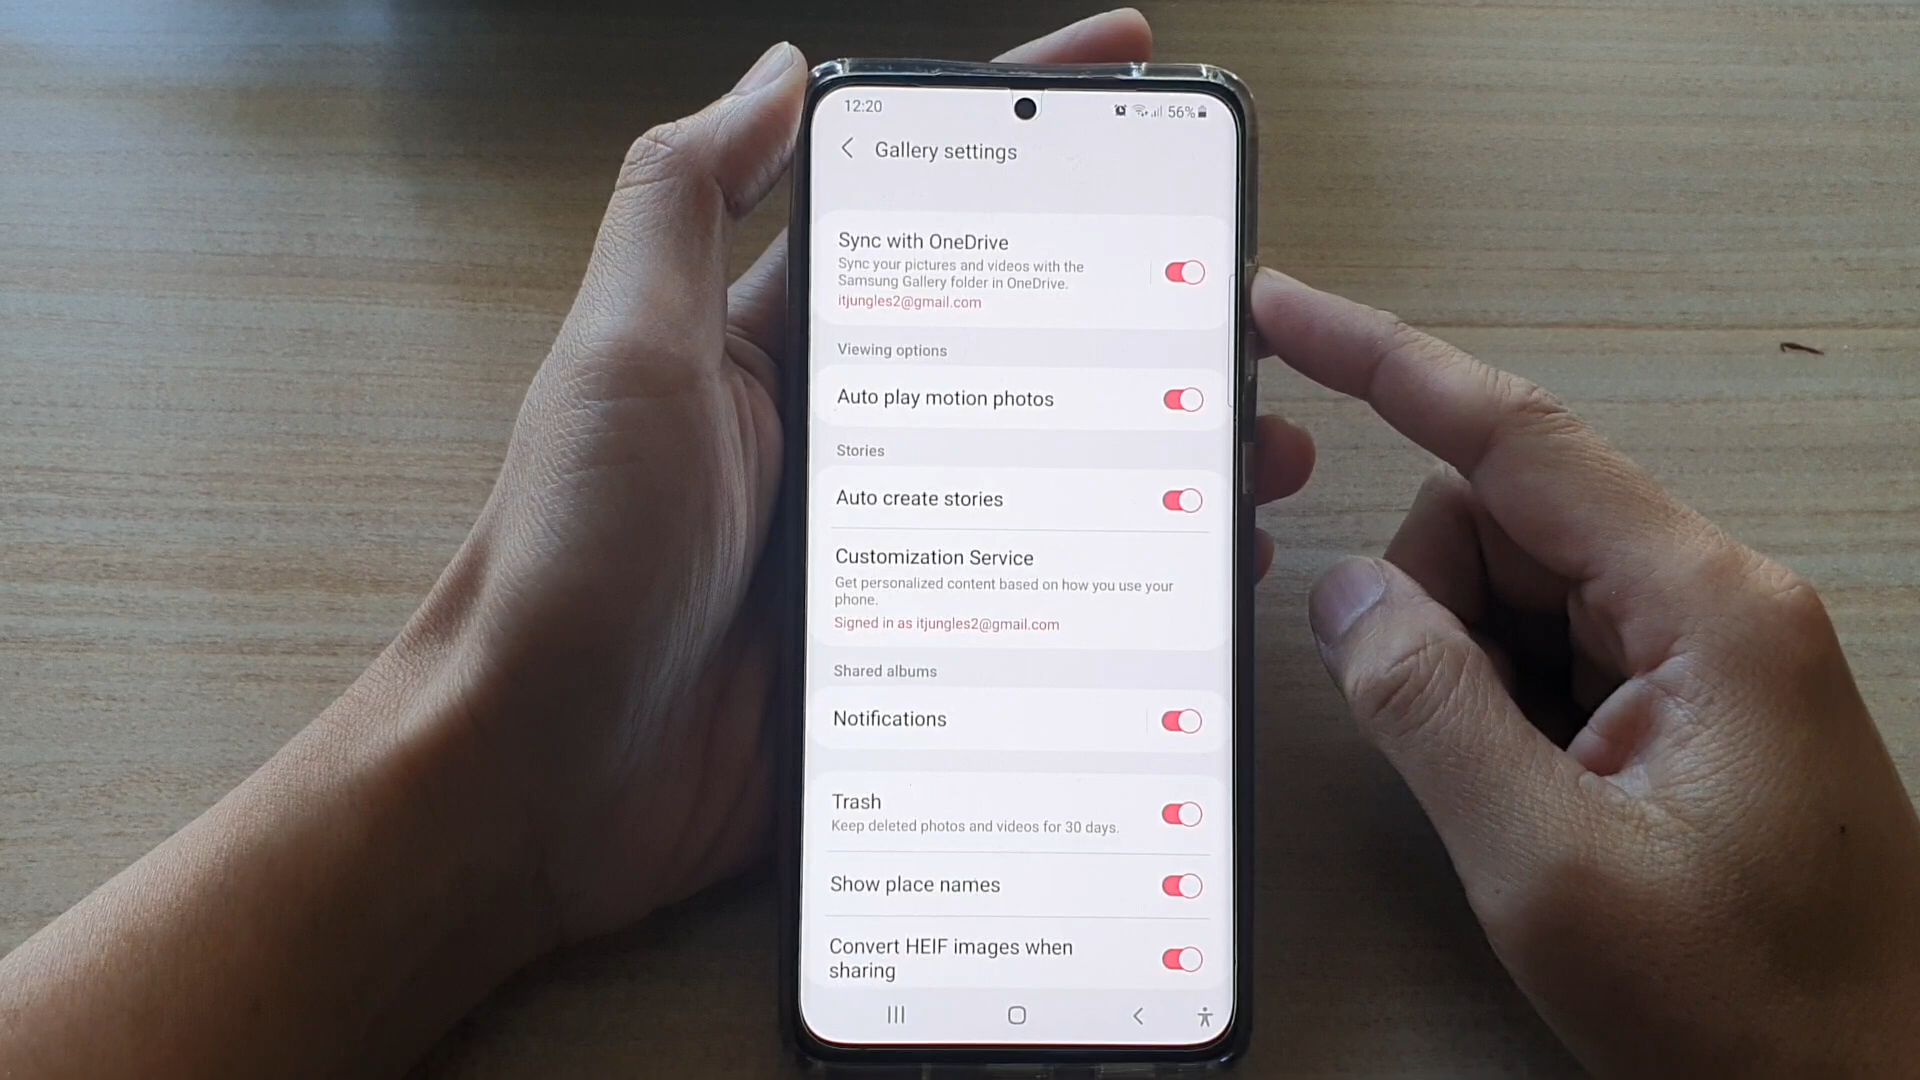 12:20
56%
Gallery settings
Sync with OneDrive
Sync your pictures and videos with the
Samsung Gallery folder in OneDrive.
itjungles2@gmail.com
Viewing options
Auto play motion photos
Stories
Auto create stories
Customization Service
Get personalized content based on how you use your
phone.
Signed in as itjungles2@gmail.com
Shared albums
Notifications
Trash
Keep deleted photos and videos for 30 days.
Show place names
Convert HEIF images when
sharing